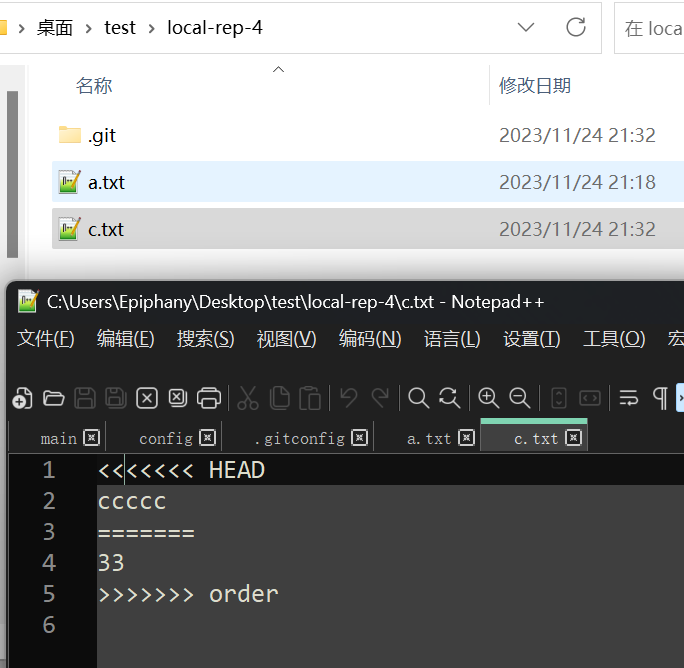 桌面 > test > local-rep-4
在 loca
名称 修改日期
.git 2023/11/24 21:32
a.txt 2023/11/24 21:18
c.txt 2023/11/24 21:32
C:\Users\Epiphany\Desktop\test\local-rep-4\c.txt - Notepad++
文件(F) 编辑(E) 搜索(S) 视图(V) 编码(N) 语言(L) 设置(T) 工具(O) 宏
main config .gitconfig a.txt c.txt
1 <<<<<<< HEAD
2 ccccc
3 =======
4 33
5 >>>>>>> order
6